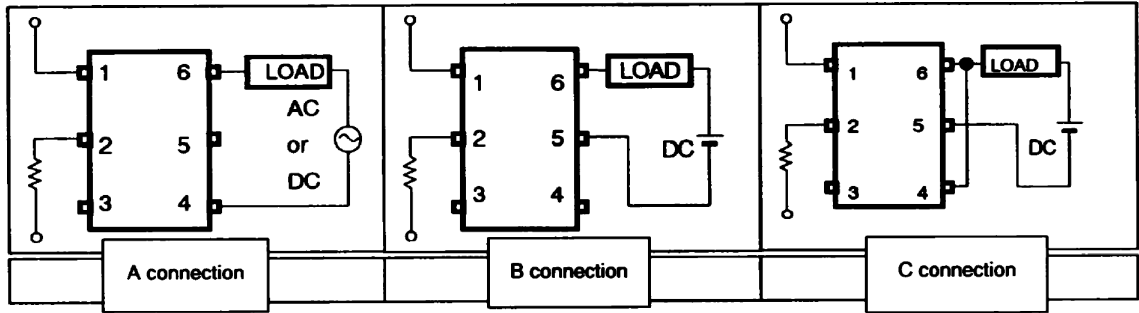 1 6 LOAD
AC
2 5 or
DC
3 4
A connection
1 6 LOAD
2 5 DC
3 4
B connection
1 6 LOAD
2 5 DC
3 4
C connection